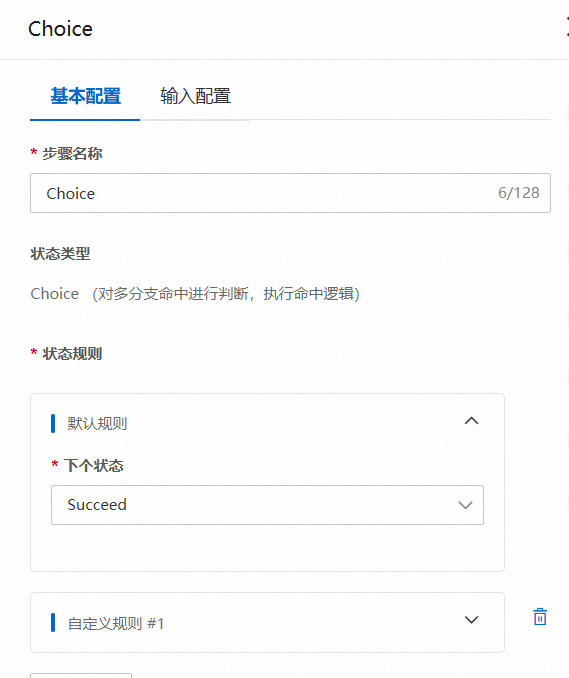 Choice
基本配置 输入配置
* 步骤名称
Choice 6/128
状态类型
Choice （对多分支命中进行判断，执行命中逻辑）
* 状态规则
默认规则
* 下个状态
Succeed
自定义规则 #1